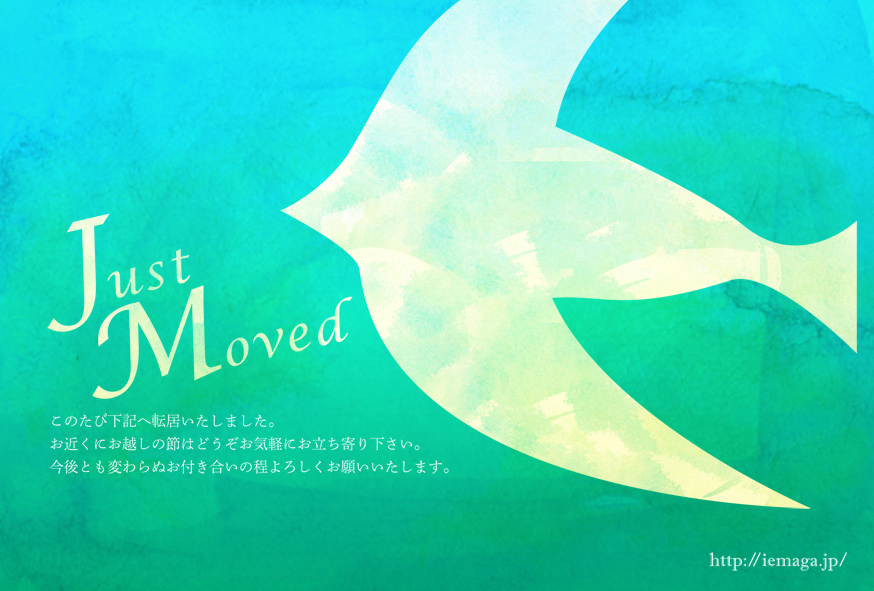 Just
Moved
このたび下記へ転居いたしました。
お近くにお越しの節はどうぞお気軽にお立ち寄り下さい。
今後とも変わらぬお付き合いの程よろしくお願いいたします。
http://iemaga.jp/